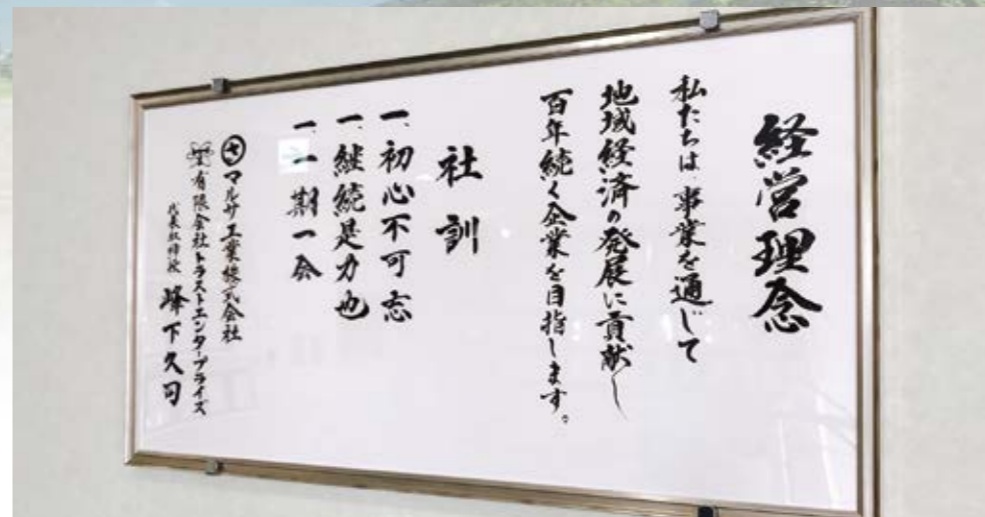 経営理念
私たちは 事業を通じて
地域経済の発展に貢献し
百年続く企業を目指します。
社訓
一、初心不可忘
一、継続是力也
一、一期一会
サ マルサ工業株式会社
有限会社トラストエンタープライズ
代表取締役 峰下久司